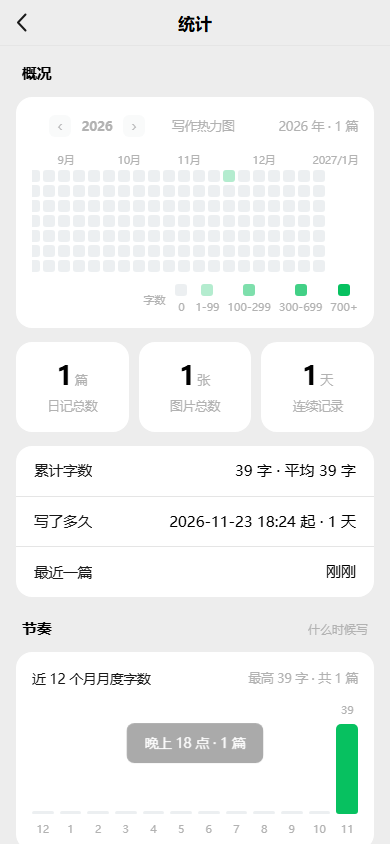 统计
概况
‹ 2026 › 写作热力图 2026 年 · 1 篇
9月 10月 11月 12月 2027/1月
字数 0 1-99 100-299 300-699 700+
1 篇 1 张 1 天
日记总数 图片总数 连续记录
累计字数 39 字 · 平均 39 字
写了多久 2026-11-23 18:24 起 · 1 天
最近一篇 刚刚
节奏 什么时候写
近 12 个月月度字数 最高 39 字 · 共 1 篇
39
晚上 18 点 · 1 篇
12 1 2 3 4 5 6 7 8 9 10 11